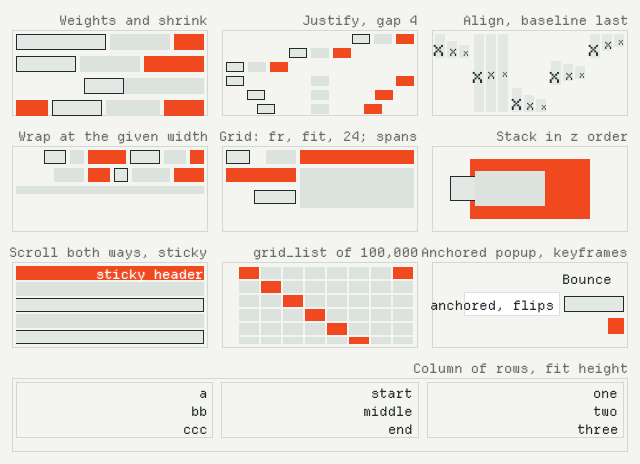 Weights and shrink
Justify, gap 4
Align, baseline last
x x x x x x x x x x x x x x x
Wrap at the given width
Grid: fr, fit, 24; spans
Stack in z order
Scroll both ways, sticky
grid_list of 100,000
Anchored popup, keyframes
sticky header
Bounce
anchored, flips
Column of rows, fit height
a
bb
ccc
start
middle
end
one
two
three